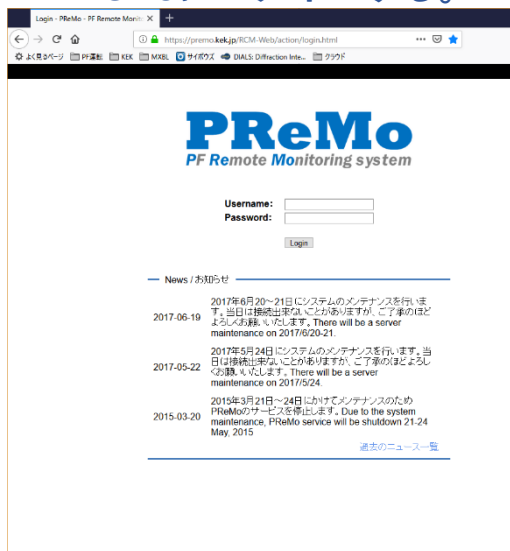 Login - PReMo - PF Remote Monito
https://premo.kek.jp/RCM-Web/action/login.html
よく見るページ PF運転 KEK MXBL サイボウズ DIALS: Diffraction Inte... クラウド
PReMo
PF Remote Monitoring system
Username:
Password:
Login
News / お知らせ
2017年6月20～21日にシステムのメンテナンスを行いま
2017-06-19 す。当日は接続出来ないことがありますが、ご了承のほど
よろしくお願いいたします。There will be a server
maintenance on 2017/6/20-21.
2017年5月24日にシステムのメンテナンスを行います。当
2017-05-22 日は接続出来ないことがありますが、ご了承のほどよろし
くお願いいたします。There will be a server
maintenance on 2017/5/24.
2015年3月21日～24日にかけてメンテナンスのため
PReMoのサービスを停止します。Due to the system
2015-03-20 maintenance, PReMo service will be shutdown 21-24
May, 2015
過去のニュース一覧